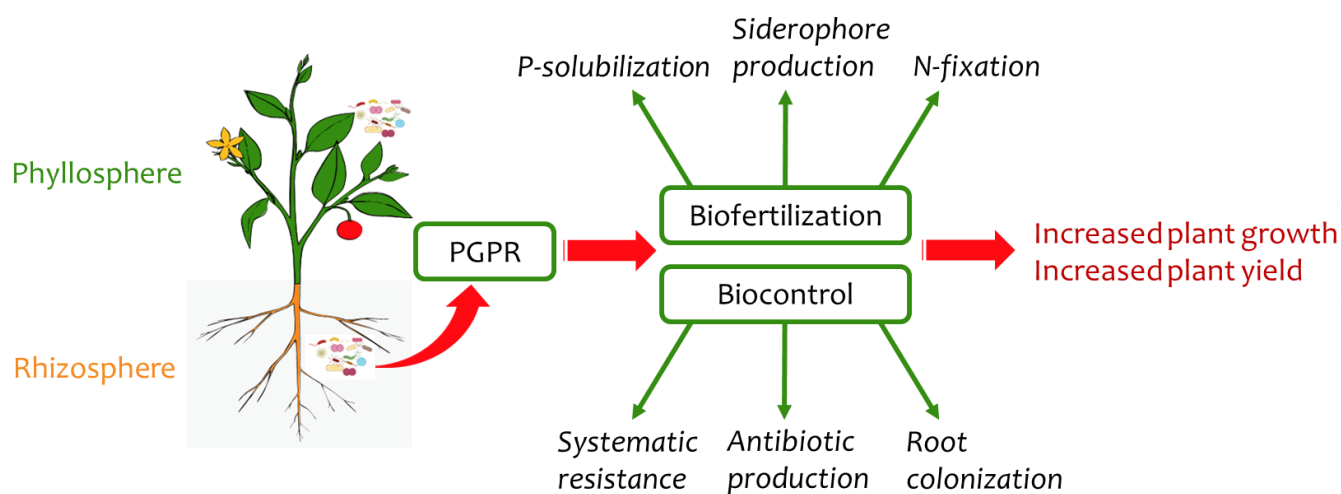 Siderophore
production
P-solubilization
N-fixation
Phyllosphere
Biofertilization
PGPR
Increased plant growth
Increased plant yield
Biocontrol
Rhizosphere
Systematic
resistance
Antibiotic
production
Root
colonization